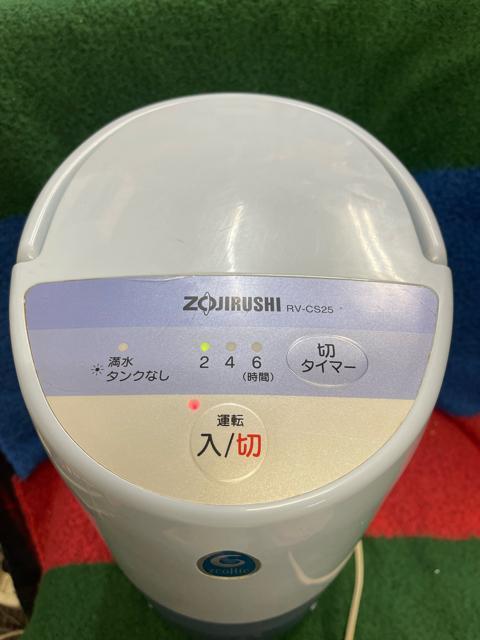 ZOJIRUSHI RV-CS25
満水
タンクなし
2 4 6
(時間)
切
タイマー
運転
入/切
ecoltic